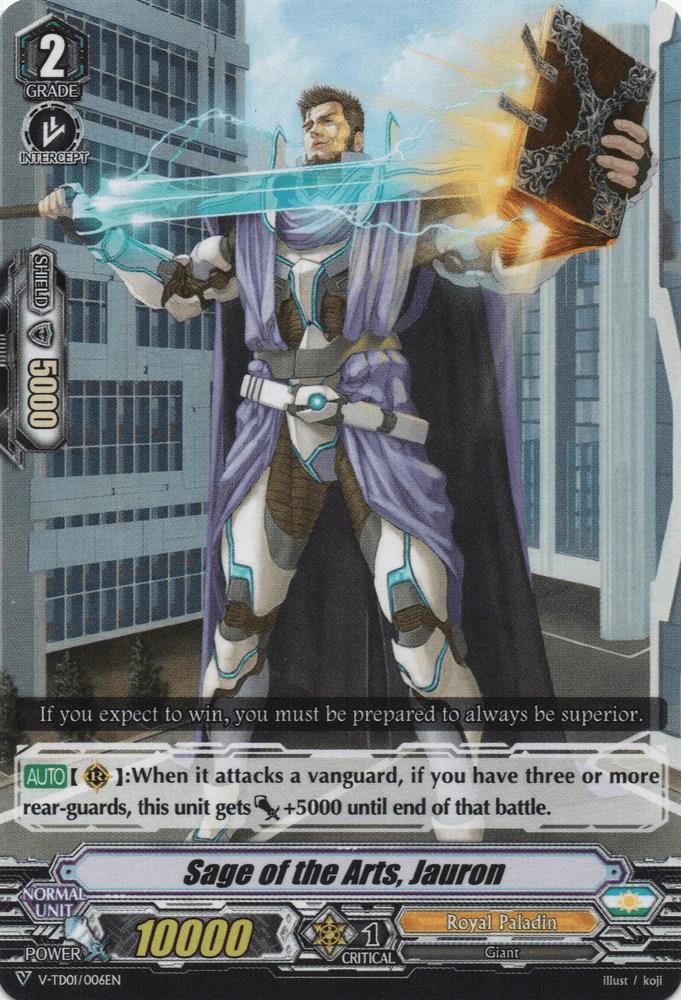 2
GRADE
INTERCEPT
SHIELD
5000
If you expect to win, you must be prepared to always be superior.
AUTO【 R 】:When it attacks a vanguard, if you have three or more
rear-guards, this unit gets +5000 until end of that battle.
Sage of the Arts, Jauron
NORMAL
UNIT
POWER
10000
1
CRITICAL
Royal Paladin
Giant
V-TD01/006EN
illust / koji